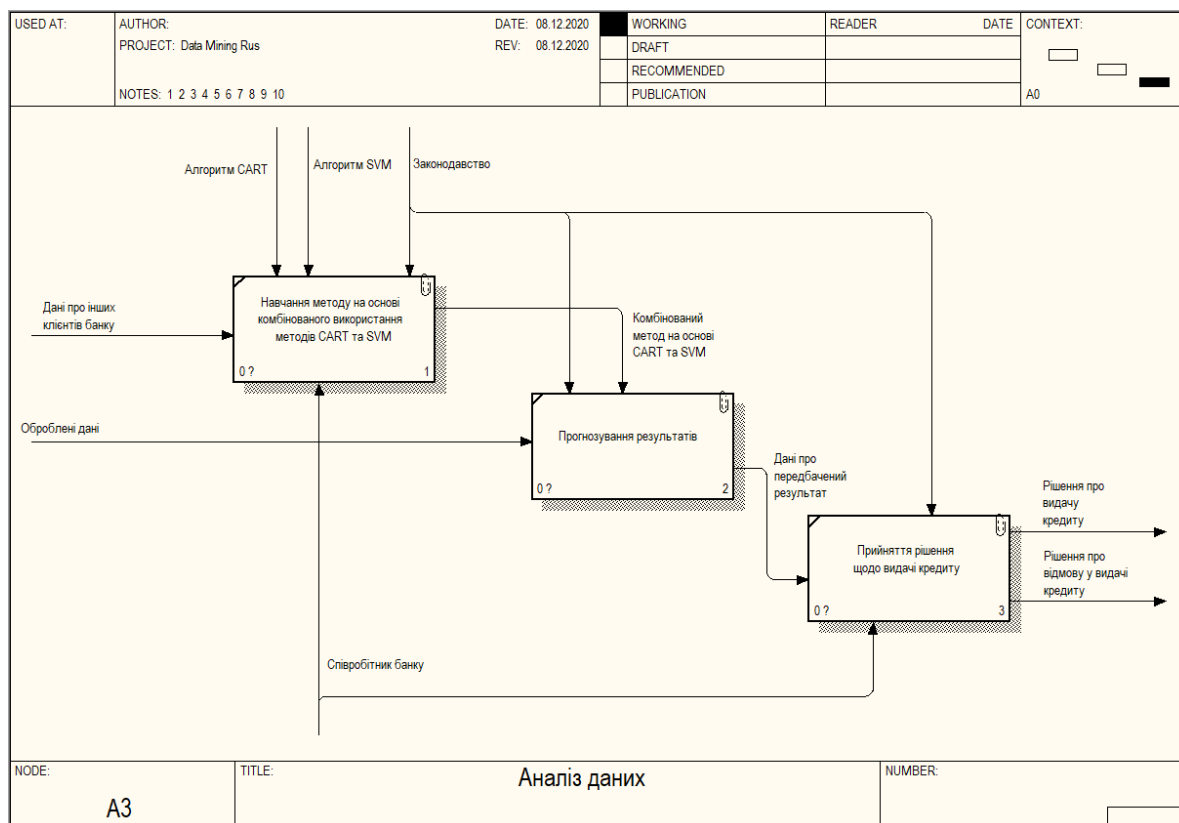 USED AT:
AUTHOR:
DATE: 08.12.2020
PROJECT: Data Mining Rus
REV: 08.12.2020
NOTES: 1 2 3 4 5 6 7 8 9 10
WORKING
DRAFT
RECOMMENDED
PUBLICATION
READER
DATE
CONTEXT:
A0
Алгоритм CART
Алгоритм SVM
Законодавство
Дані про інших
клієнтів банку
Навчання методу на основі
комбінованого використання
методів CART та SVM
0 ?
1
Комбінований
метод на основі
CART та SVM
Оброблені дані
Прогнозування результатів
0 ?
2
Дані про
передбачений
результат
Прийняття рішення
щодо видачі кредиту
0 ?
3
Рішення про
видачу
кредиту
Рішення про
відмову у видачі
кредиту
Співробітник банку
NODE:
A3
TITLE:
Аналіз даних
NUMBER: